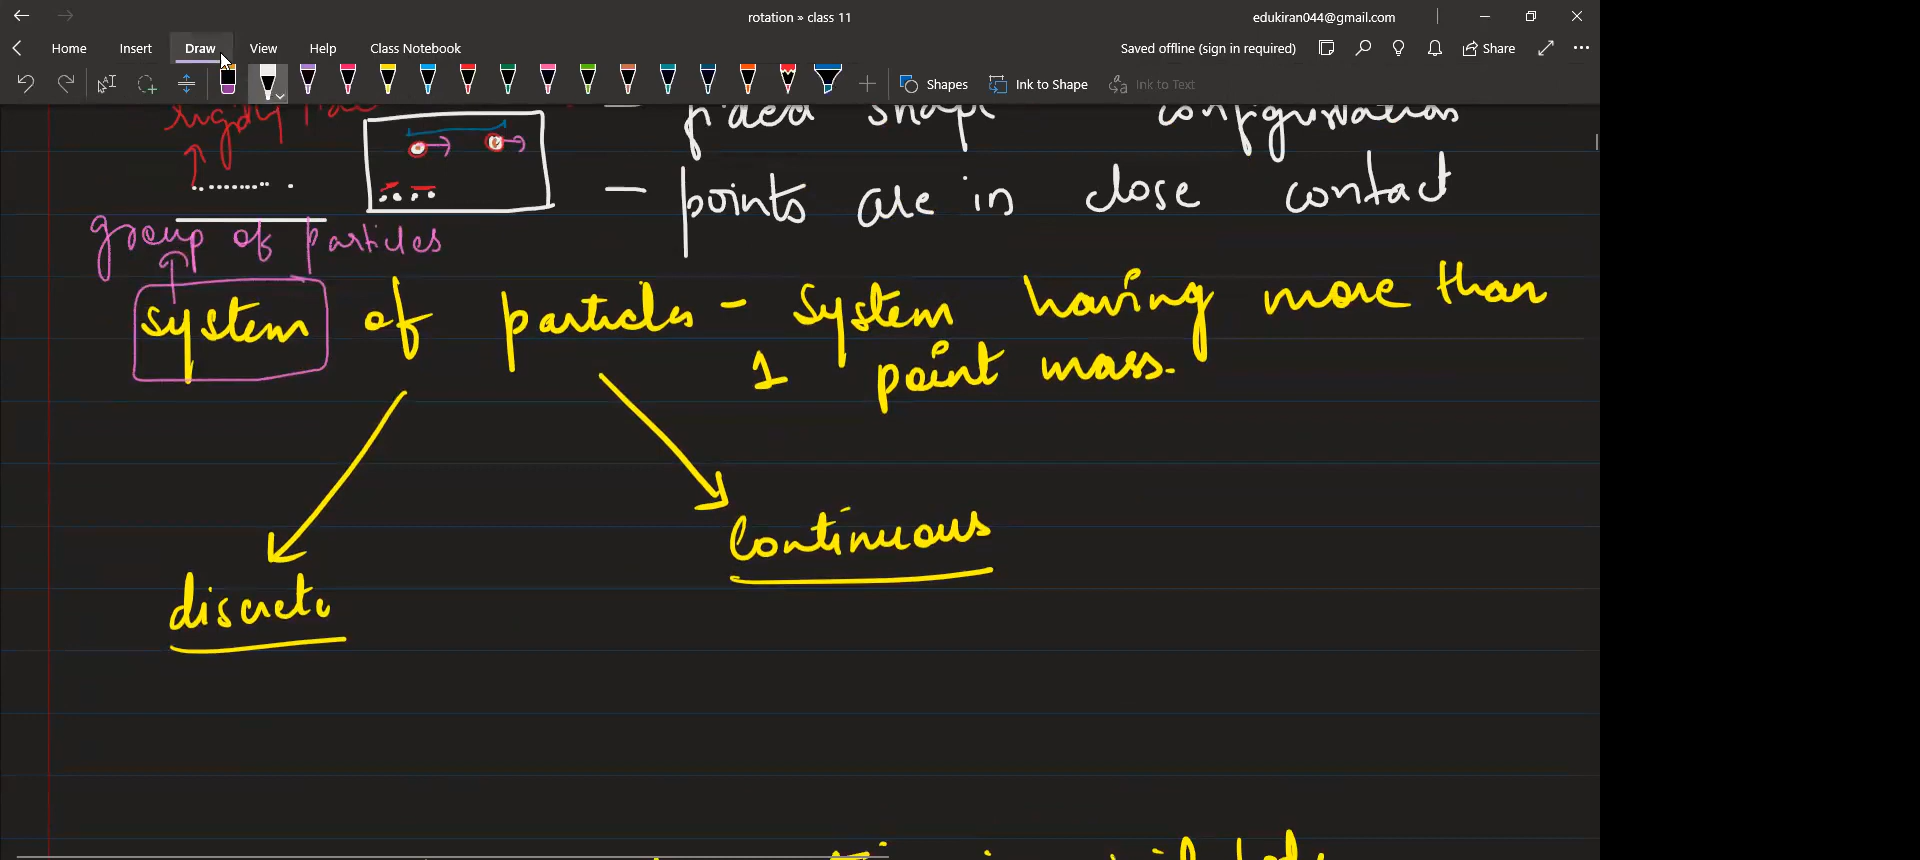 rotation » class 11
edukiran044@gmail.com
Home Insert Draw View Help Class Notebook
Saved offline (sign in required)
Share
Shapes
Ink to Shape
Ink to Text
shape configuration
- points are in close contact
group of particles
system of particles - system having more than
1 point mass.
continuous
discrete